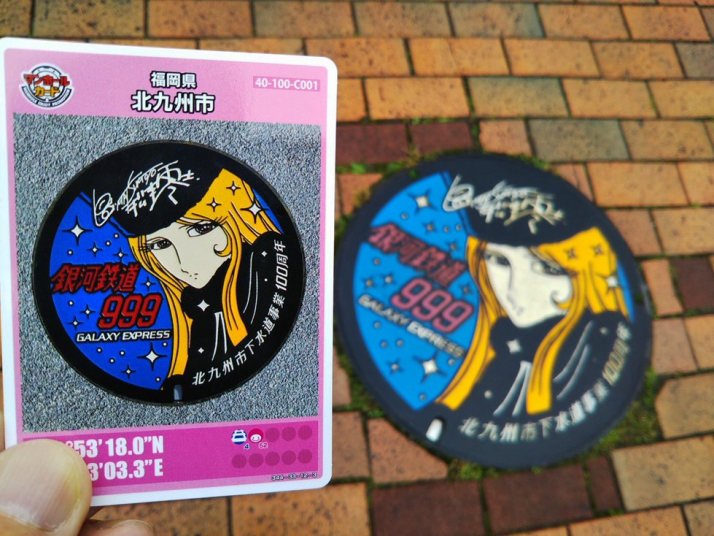 マンホール
カード
福岡県
北九州市
40-100-C001
銀河鉄道
999
GALAXY EXPRESS
北九州市下水道事業100周年
53'18.0"N
3'03.3"E
4
52
銀河鉄道
999
GALAXY EXPRESS
北九州市下水道事業100周年